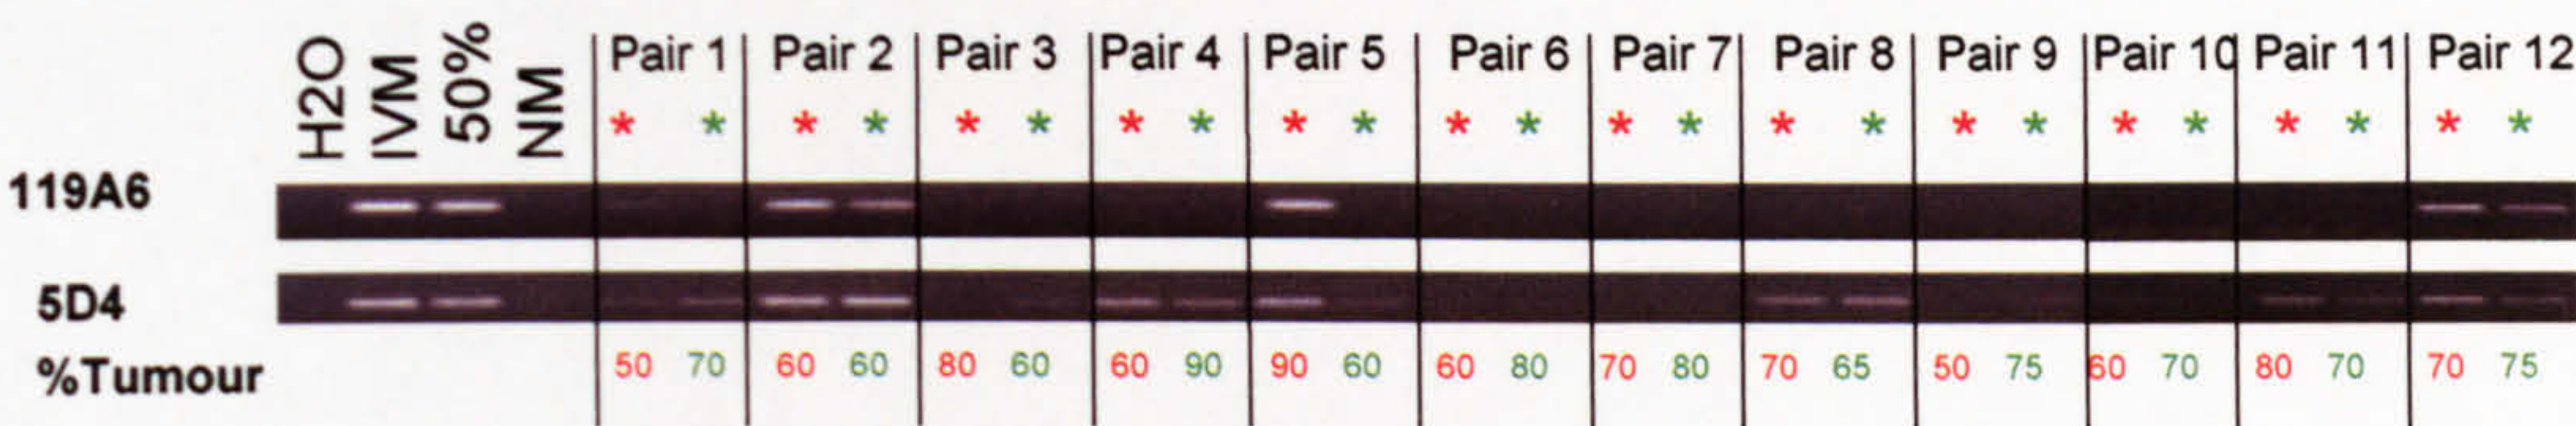 H2O IVM 50% NM Pair 1 Pair 2 Pair 3 Pair 4 Pair 5 Pair 6 Pair 7 Pair 8 Pair 9 Pair 10 Pair 11 Pair 12
* * * * * * * * * * * * * * * * * * * * * * * *
119A6
5D4
%Tumour 50 70 60 60 80 60 60 90 90 60 60 80 70 80 70 65 50 75 60 70 80 70 70 75